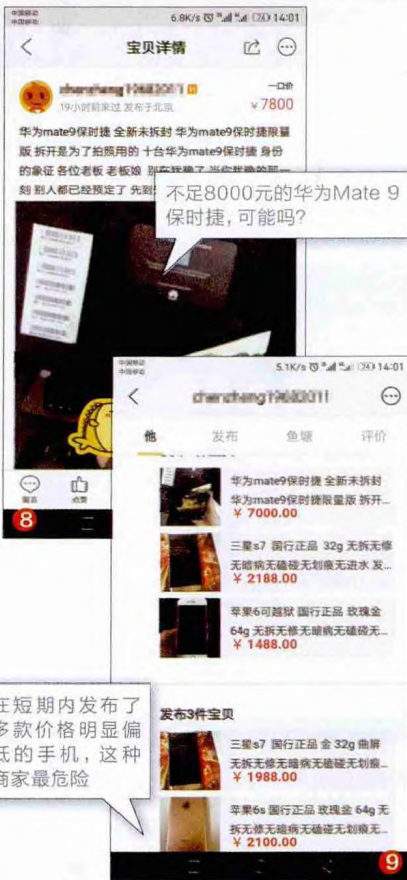 中国移动
中国移动
6.8K/s
14:01
宝贝详情
一口价
19小时前来过 发布于北京
¥7800
华为mate9保时捷 全新未拆封 华为mate9保时捷限量
版 拆开是为了拍照用的 十台华为mate9保时捷 身份
的象征 各位老板 老板娘
刻 别人都已经预定了 先到
不足8000元的华为Mate 9
保时捷,可能吗?
留言
点赞
8
中国移动
中国移动
5.1K/s
14:01
他
发布
鱼塘
评价
华为mate9保时捷 全新未拆封
华为mate9保时捷限量版 拆开...
¥ 7000.00
三星s7 国行正品 32g 无拆无修
无暗病无磕碰无划痕无进水 发...
¥ 2188.00
苹果6可越狱 国行正品 玫瑰金
64g 无拆无修无暗病无磕碰无...
¥ 1488.00
在短期内发布了
多款价格明显偏
低的手机,这种
商家最危险
发布3件宝贝
三星s7 国行正品 金 32g 曲屏
无拆无修无暗病无磕碰无划痕...
¥ 1988.00
苹果6s 国行正品 玫瑰金 64g 无
拆无修无暗病无磕碰无划痕无...
¥ 2100.00
9